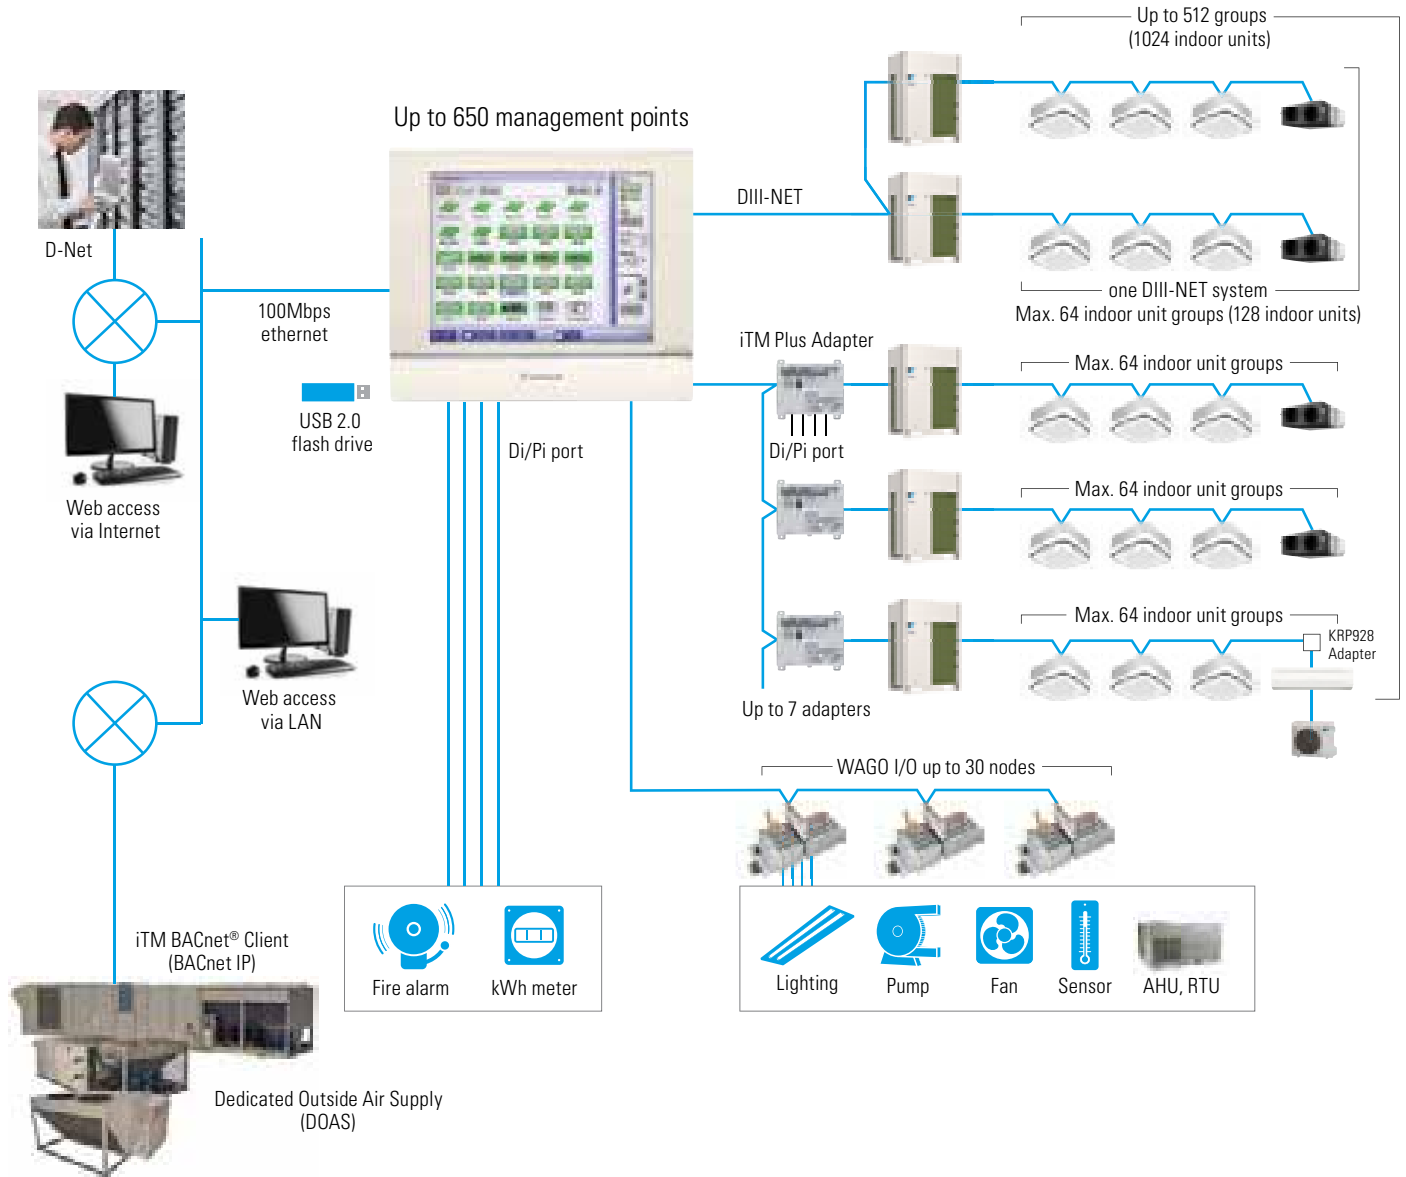 Up to 512 groups
(1024 indoor units)
Up to 650 management points
DIII-NET
D-Net
100Mbps
ethernet
one DIII-NET system
Max. 64 indoor unit groups (128 indoor units)
iTM Plus Adapter
Max. 64 indoor unit groups
USB 2.0
flash drive
Di/Pi port
Di/Pi port
Web access
via Internet
Max. 64 indoor unit groups
Max. 64 indoor unit groups
KRP928
Adapter
Web access
via LAN
Up to 7 adapters
WAGO I/O up to 30 nodes
iTM BACnet® Client
(BACnet IP)
Fire alarm
kWh meter
Lighting
Pump
Fan
Sensor
AHU, RTU
Dedicated Outside Air Supply
(DOAS)